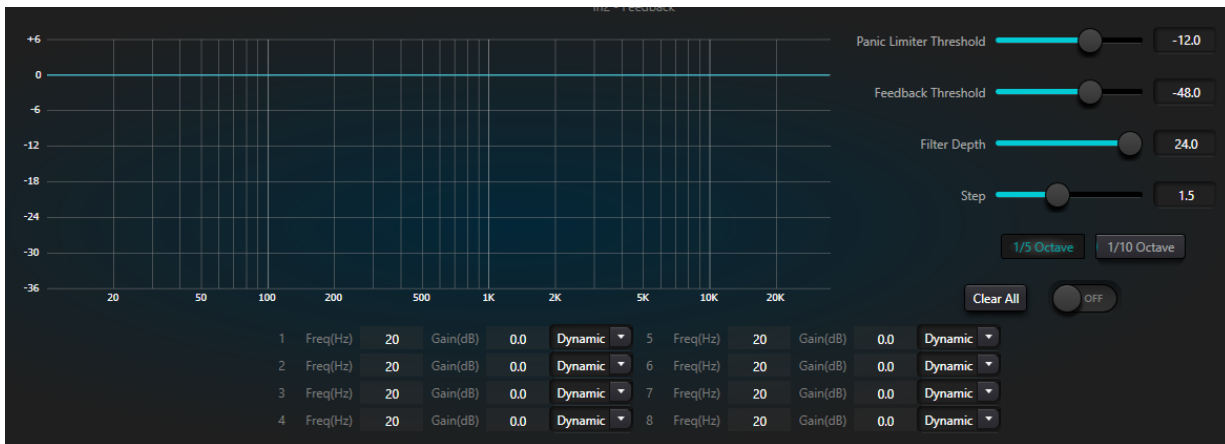 In2 - Feedback
+6
0
-6
-12
-18
-24
-30
-36
20 50 100 200 500 1K 2K 5K 10K 20K
Panic Limiter Threshold -12.0
Feedback Threshold -48.0
Filter Depth 24.0
Step 1.5
1/5 Octave 1/10 Octave
Clear All OFF
1 Freq(Hz) 20 Gain(dB) 0.0 Dynamic 5 Freq(Hz) 20 Gain(dB) 0.0 Dynamic
2 Freq(Hz) 20 Gain(dB) 0.0 Dynamic 6 Freq(Hz) 20 Gain(dB) 0.0 Dynamic
3 Freq(Hz) 20 Gain(dB) 0.0 Dynamic 7 Freq(Hz) 20 Gain(dB) 0.0 Dynamic
4 Freq(Hz) 20 Gain(dB) 0.0 Dynamic 8 Freq(Hz) 20 Gain(dB) 0.0 Dynamic